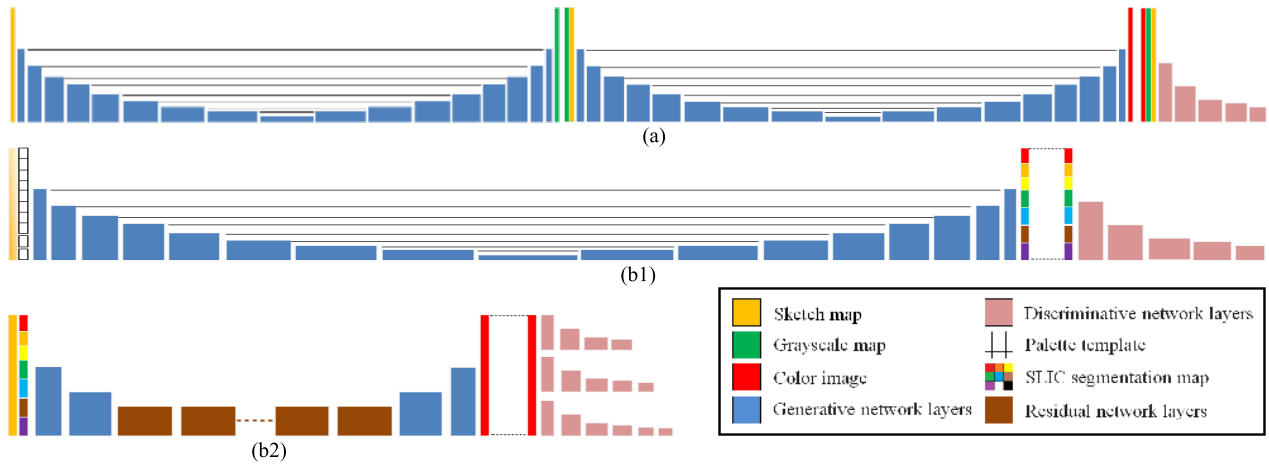 (a)
(b1)
(b2)
Sketch map
Grayscale map
Color image
Generative network layers
Discriminative network layers
Palette template
SLIC segmentation map
Residual network layers